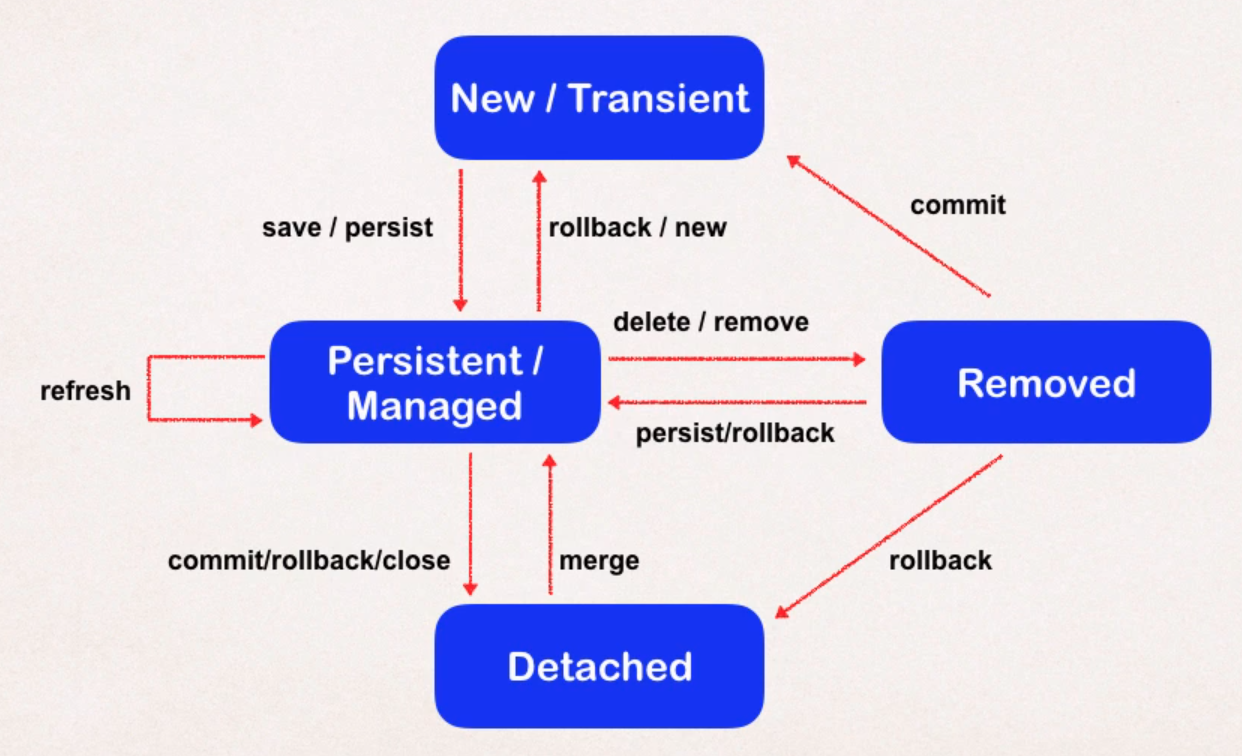 New / Transient
commit
save / persist
rollback / new
delete / remove
Persistent /
Managed
refresh
Removed
persist/rollback
commit/rollback/close
merge
rollback
Detached